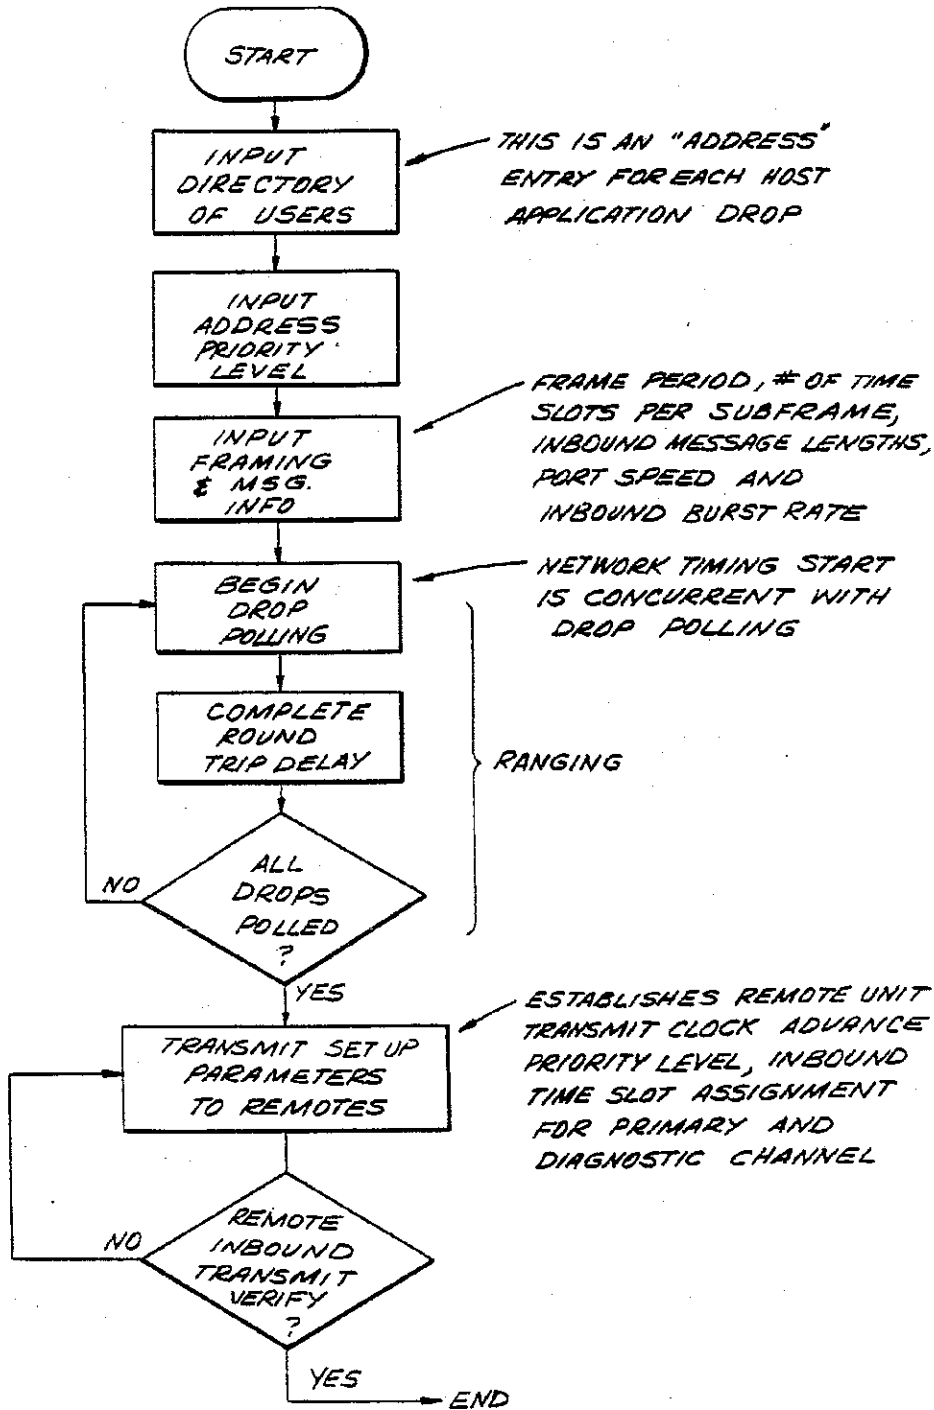 START
INPUT
DIRECTORY
OF USERS
THIS IS AN "ADDRESS"
ENTRY FOR EACH HOST
APPLICATION DROP
INPUT
ADDRESS
PRIORITY
LEVEL
INPUT
FRAMING
& MSG.
INFO
FRAME PERIOD, # OF TIME
SLOTS PER SUBFRAME,
INBOUND MESSAGE LENGTHS,
PORT SPEED AND
INBOUND BURST RATE
BEGIN
DROP
POLLING
NETWORK TIMING START
IS CONCURRENT WITH
DROP POLLING
COMPLETE
ROUND
TRIP DELAY
RANGING
ALL
DROPS
POLLED
?
NO
YES
TRANSMIT SET UP
PARAMETERS
TO REMOTES
ESTABLISHES REMOTE UNIT
TRANSMIT CLOCK ADVANCE
PRIORITY LEVEL, INBOUND
TIME SLOT ASSIGNMENT
FOR PRIMARY AND
DIAGNOSTIC CHANNEL
REMOTE
INBOUND
TRANSMIT
VERIFY
?
NO
YES
END